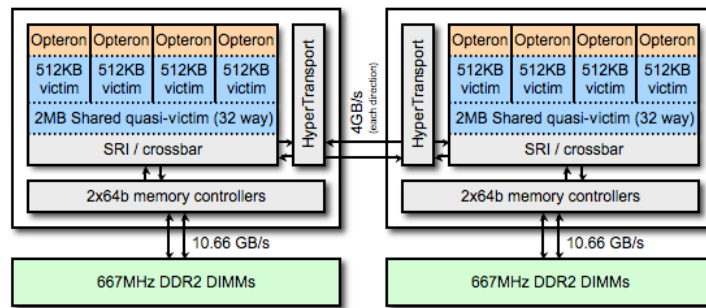 Opteron Opteron Opteron Opteron
512KB victim 512KB victim 512KB victim 512KB victim
2MB Shared quasi-victim (32 way)
SRI / crossbar
2x64b memory controllers
HyperTransport
10.66 GB/s
667MHz DDR2 DIMMs
4GB/s
(each direction)
HyperTransport
Opteron Opteron Opteron Opteron
512KB victim 512KB victim 512KB victim 512KB victim
2MB Shared quasi-victim (32 way)
SRI / crossbar
2x64b memory controllers
10.66 GB/s
667MHz DDR2 DIMMs